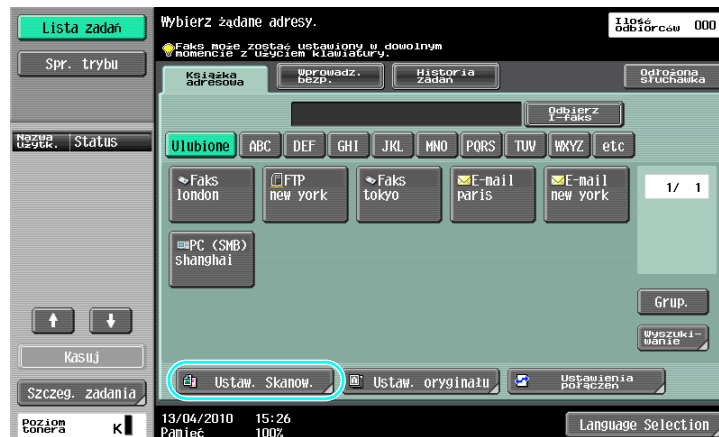 Lista zadań
Wybierz żądane adresy.
Ilość
odbiorców 000
Faks może zostać ustawiony w dowolnym
momencie z użyciem klawiatury.
Spr. trybu
Książka
adresowa
Wprowadz.
bezp.
Historia
zadań
Odłożona
słuchawka
Odbierz
I-faks
Nazwa
użytk.
Status
Ulubione
ABC
DEF
GHI
JKL
MNO
PQRS
TUV
WXYZ
etc
Faks
london
FTP
new york
Faks
tokyo
E-mail
paris
E-mail
new york
1/ 1
PC (SMB)
shanghai
Grup.
Wyszuki-
wanie
Kasuj
Szczeg. zadania
Ustaw. Skanow.
Ustaw. oryginału
Ustawienia
połączeń
Poziom
tonera
K
13/04/2010 15:26
Pamięć 100%
Language Selection